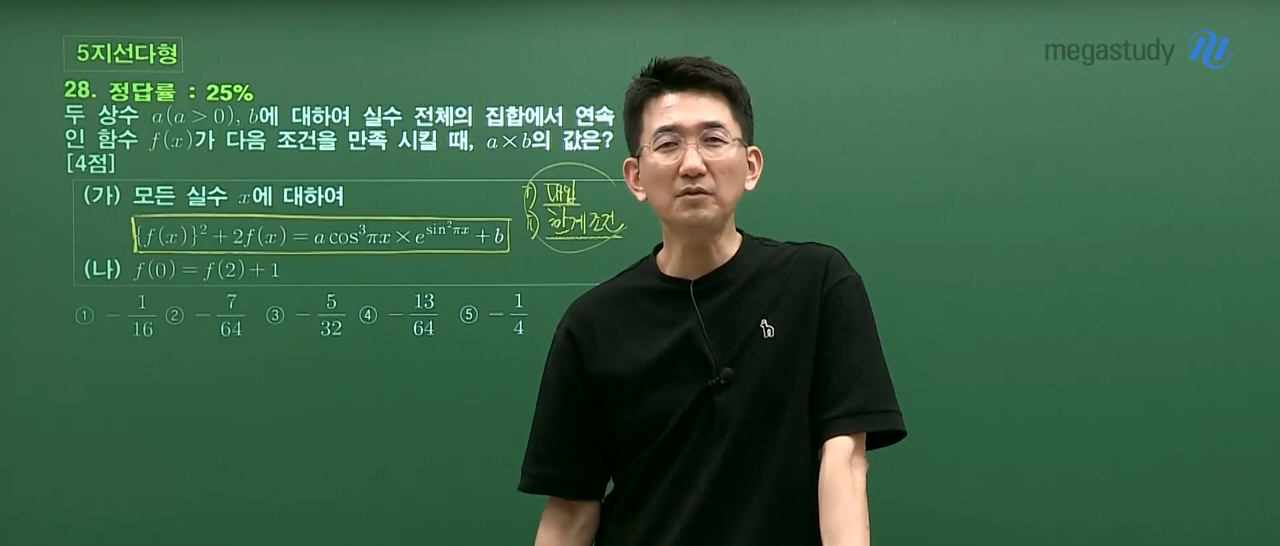 megastudy
5지선다형
28. 정답률 : 25%
두 상수 a(a>0), b에 대하여 실수 전체의 집합에서 연속
인 함수 f(x)가 다음 조건을 만족 시킬 때, a×b의 값은?
[4점]
(가) 모든 실수 x에 대하여
{f(x)}²+2f(x)=a cos³πx×e^{sin²πx}+b
i) 대입
ii) 한계조건
(나) f(0)=f(2)+1
① -1/16 ② -7/64 ③ -5/32 ④ -13/64 ⑤ -1/4